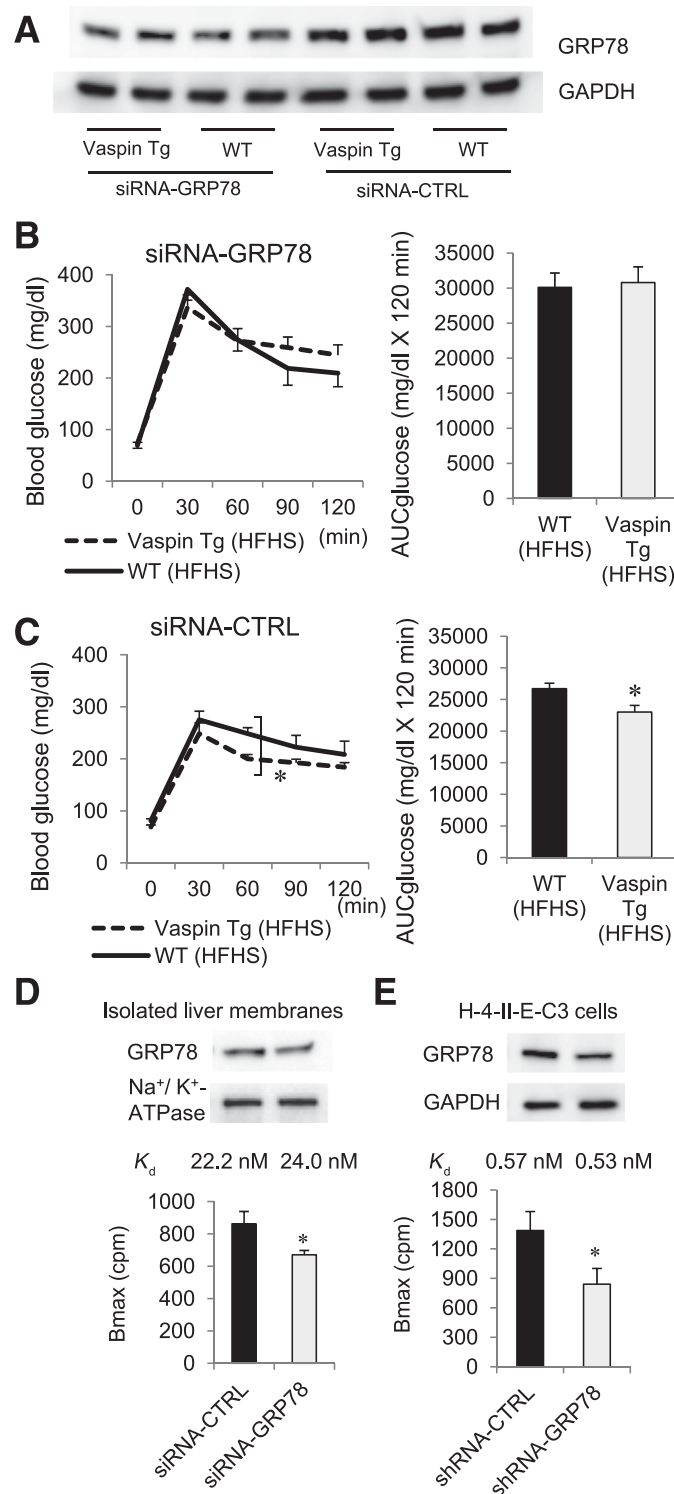 A
GRP78
GAPDH
Vaspin Tg WT Vaspin Tg WT
siRNA-GRP78 siRNA-CTRL
B
siRNA-GRP78
Blood glucose (mg/dl)
400
300
200
100
0
0 30 60 90 120
(min)
Vaspin Tg (HFHS)
WT (HFHS)
AUCglucose (mg/dl X 120 min)
35000
30000
25000
20000
15000
10000
5000
0
WT
(HFHS)
Vaspin
Tg
(HFHS)
C
siRNA-CTRL
Blood glucose (mg/dl)
400
300
200
100
0
*
0 30 60 90 120
(min)
Vaspin Tg (HFHS)
WT (HFHS)
AUCglucose (mg/dl X 120 min)
35000
30000
25000
20000
15000
10000
5000
0
*
WT
(HFHS)
Vaspin
Tg
(HFHS)
D
Isolated liver membranes
GRP78
Na⁺/ K⁺-
ATPase
Kd 22.2 nM 24.0 nM
Bmax (cpm)
1000
800
600
400
200
0
*
siRNA-CTRL
siRNA-GRP78
E
H-4-II-E-C3 cells
GRP78
GAPDH
Kd 0.57 nM 0.53 nM
Bmax (cpm)
1800
1500
1200
900
600
300
0
*
shRNA-CTRL
shRNA-GRP78